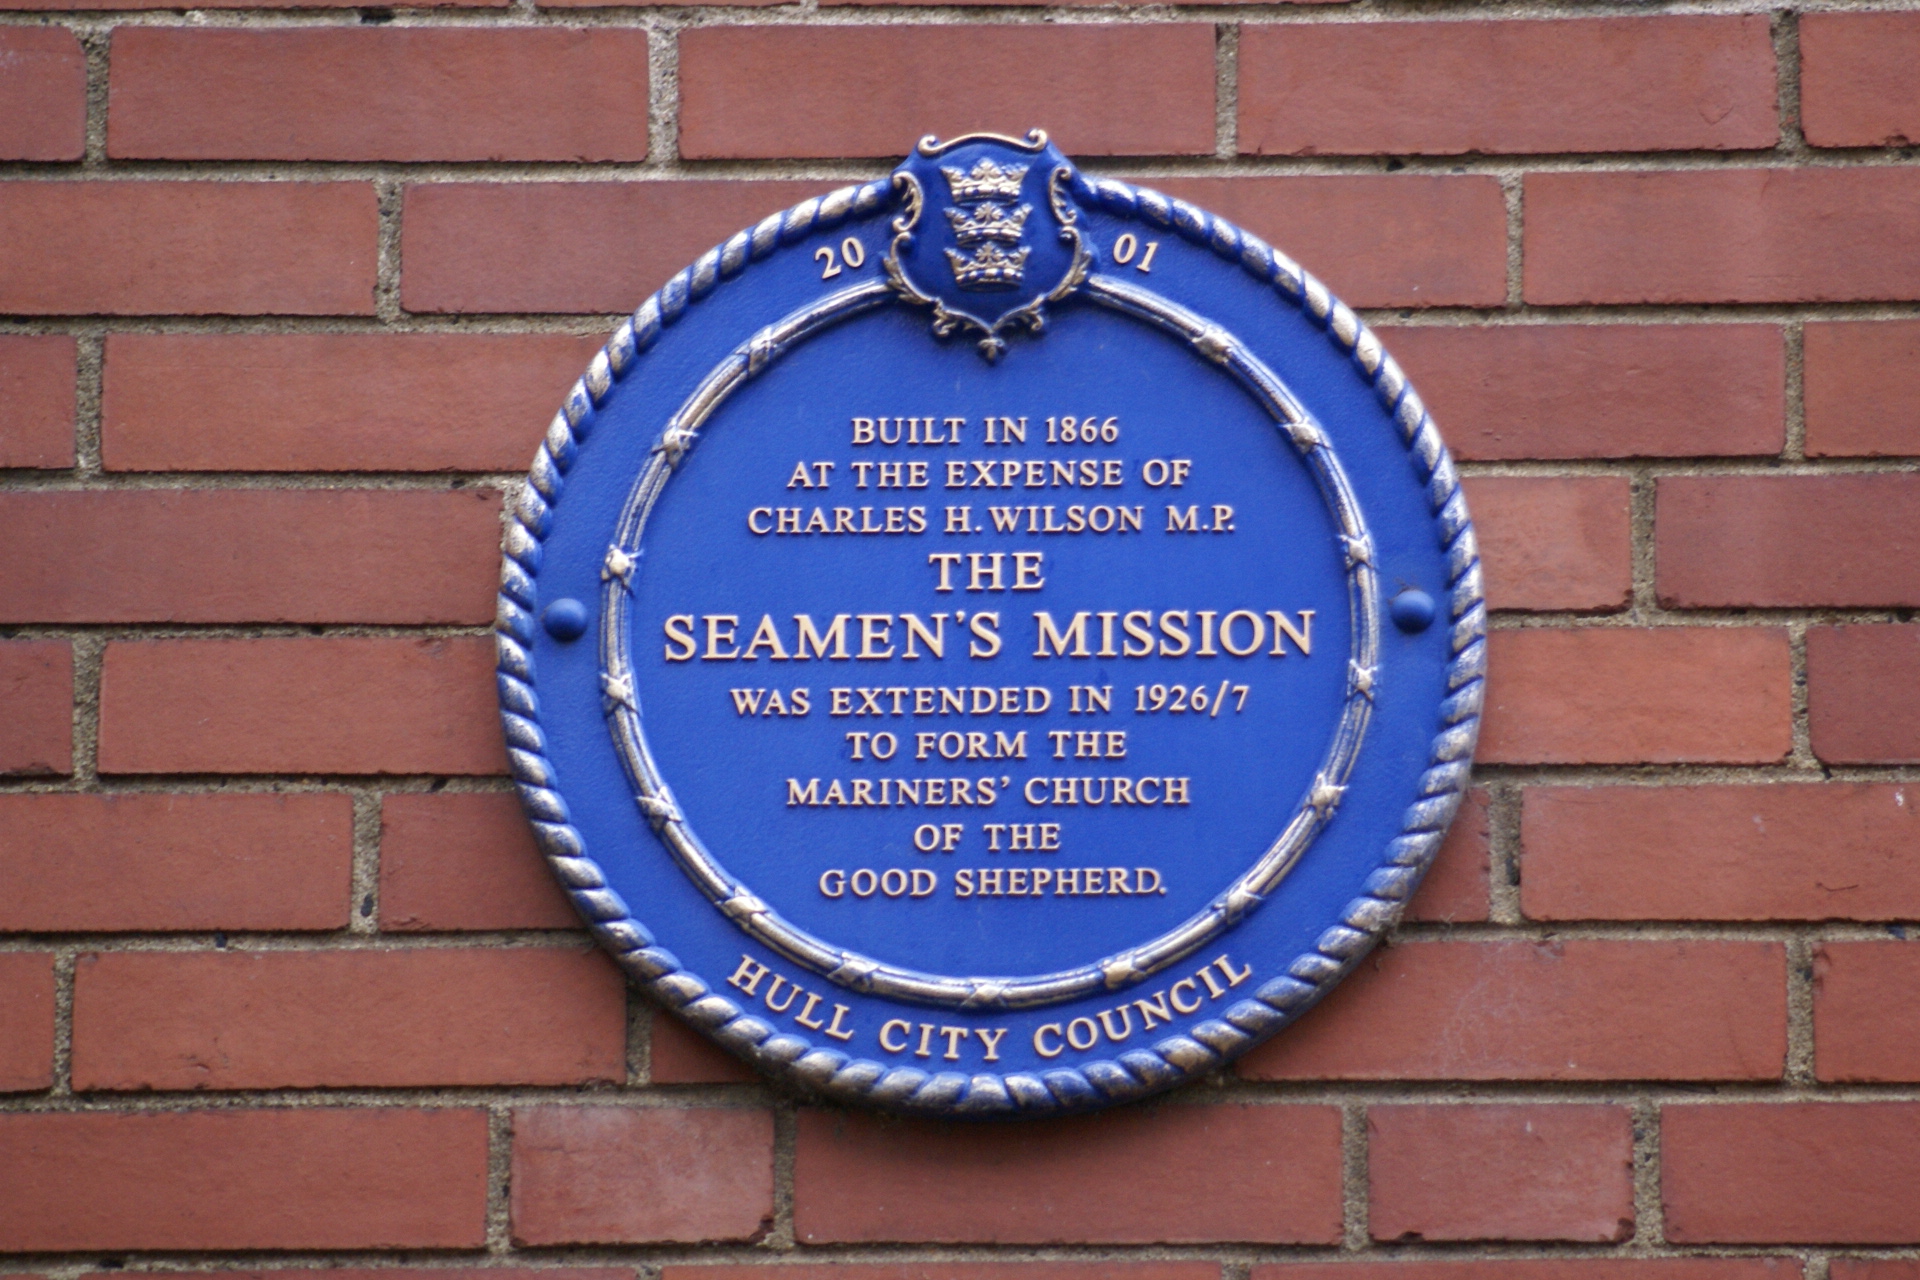 20 01
BUILT IN 1866
AT THE EXPENSE OF
CHARLES H. WILSON M.P.
THE
SEAMEN'S MISSION
WAS EXTENDED IN 1926/7
TO FORM THE
MARINERS' CHURCH
OF THE
GOOD SHEPHERD.
HULL CITY COUNCIL